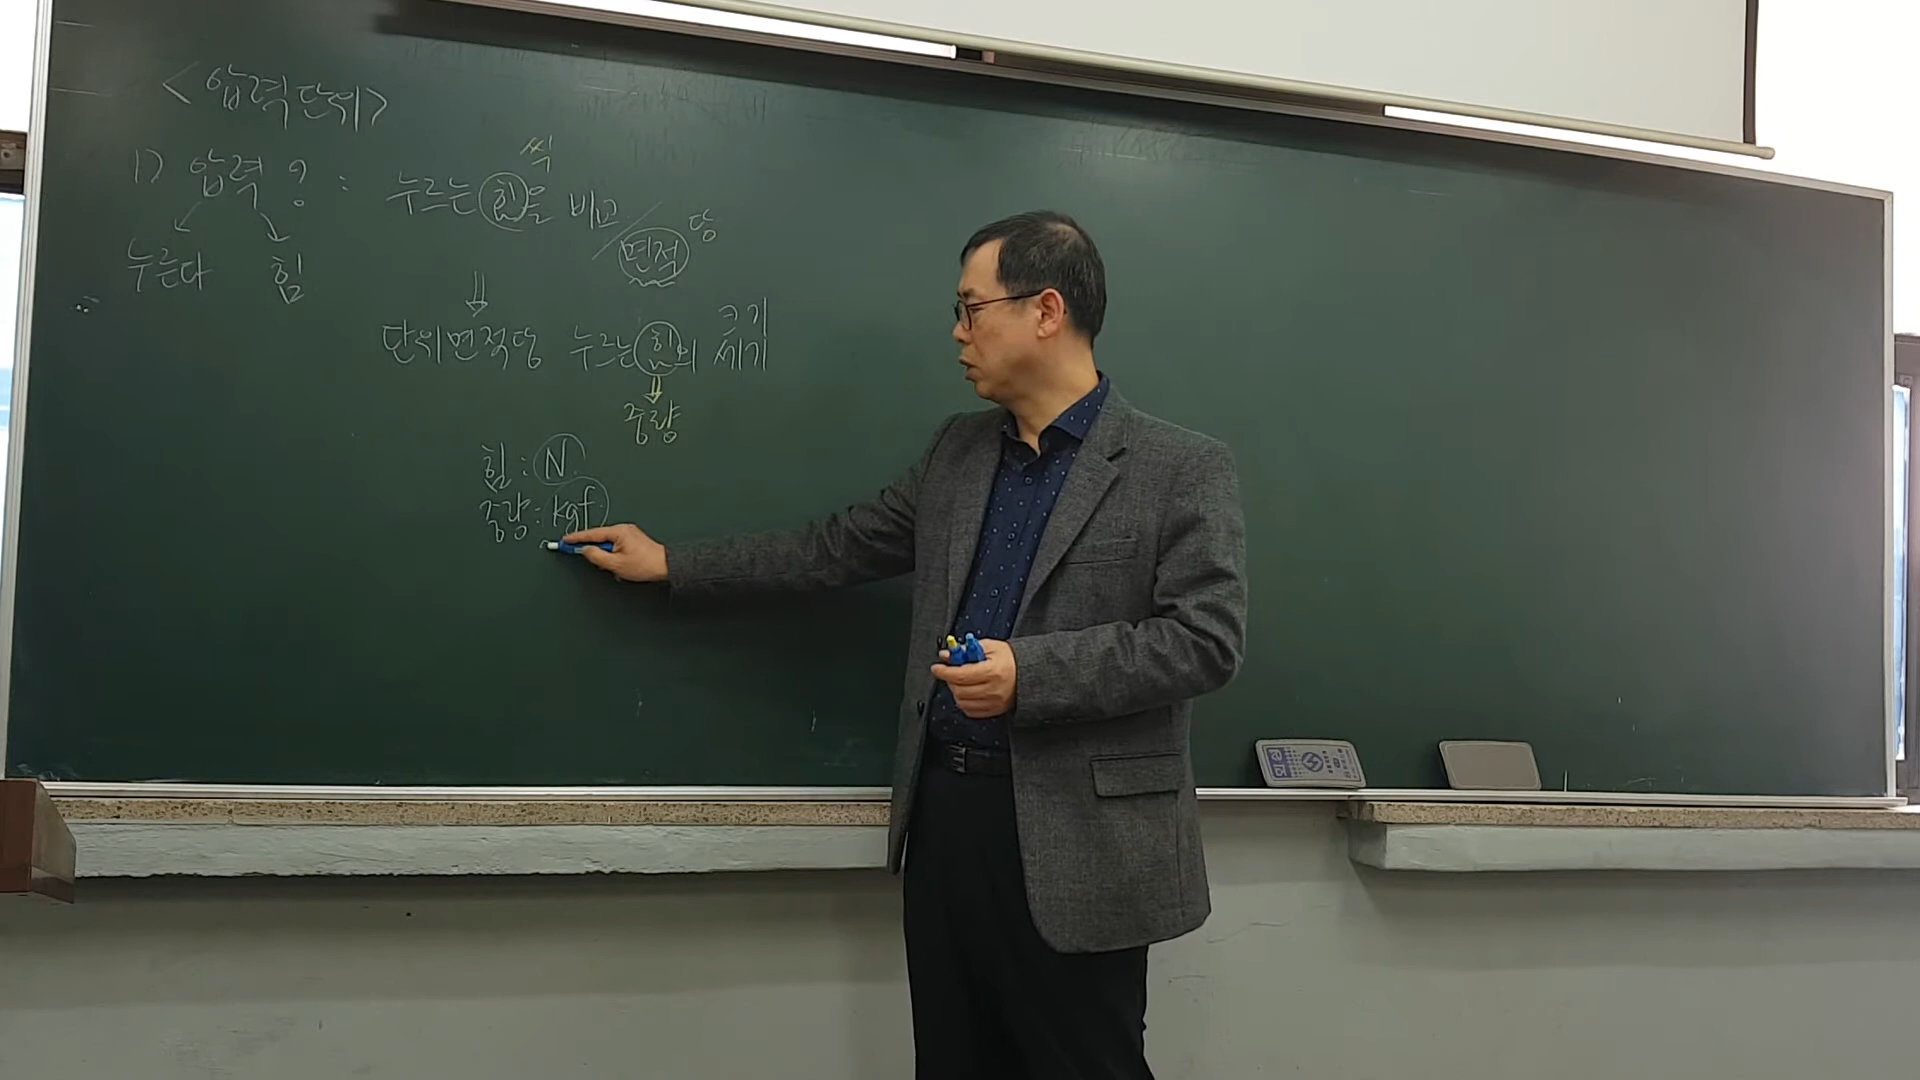 <압력단위>
씩
1) 압력 ? : 누르는 힘을 비교 / 면적 당
누른다 힘
단위면적당 누르는 힘의 크기
세기
중량
힘 : N
중량 : kgf